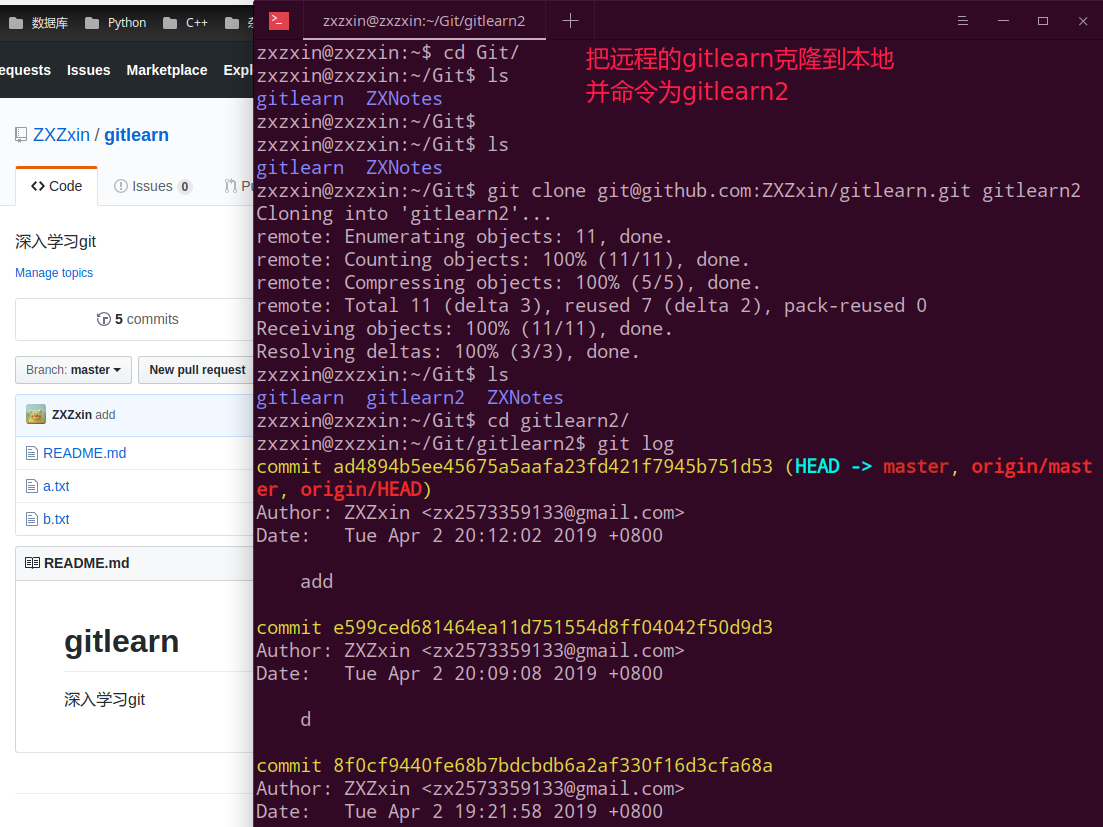 数据库 Python C++
equests Issues Marketplace Expl
ZXZxin / gitlearn
Code Issues 0
深入学习git
Manage topics
5 commits
Branch: master New pull request
ZXZxin add
README.md
a.txt
b.txt
README.md
gitlearn
深入学习git
zxzxin@zxzxin:~/Git/gitlearn2
把远程的gitlearn克隆到本地
并命令为gitlearn2
zxzxin@zxzxin:~$ cd Git/
zxzxin@zxzxin:~/Git$ ls
gitlearn ZXNotes
zxzxin@zxzxin:~/Git$
zxzxin@zxzxin:~/Git$ ls
gitlearn ZXNotes
zxzxin@zxzxin:~/Git$ git clone git@github.com:ZXZxin/gitlearn.git gitlearn2
Cloning into 'gitlearn2'...
remote: Enumerating objects: 11, done.
remote: Counting objects: 100% (11/11), done.
remote: Compressing objects: 100% (5/5), done.
remote: Total 11 (delta 3), reused 7 (delta 2), pack-reused 0
Receiving objects: 100% (11/11), done.
Resolving deltas: 100% (3/3), done.
zxzxin@zxzxin:~/Git$ ls
gitlearn gitlearn2 ZXNotes
zxzxin@zxzxin:~/Git$ cd gitlearn2/
zxzxin@zxzxin:~/Git/gitlearn2$ git log
commit ad4894b5ee45675a5aafa23fd421f7945b751d53 (HEAD -> master, origin/mast
er, origin/HEAD)
Author: ZXZxin <zx2573359133@gmail.com>
Date: Tue Apr 2 20:12:02 2019 +0800
add
commit e599ced681464ea11d751554d8ff04042f50d9d3
Author: ZXZxin <zx2573359133@gmail.com>
Date: Tue Apr 2 20:09:08 2019 +0800
d
commit 8f0cf9440fe68b7bdcbdb6a2af330f16d3cfa68a
Author: ZXZxin <zx2573359133@gmail.com>
Date: Tue Apr 2 19:21:58 2019 +0800